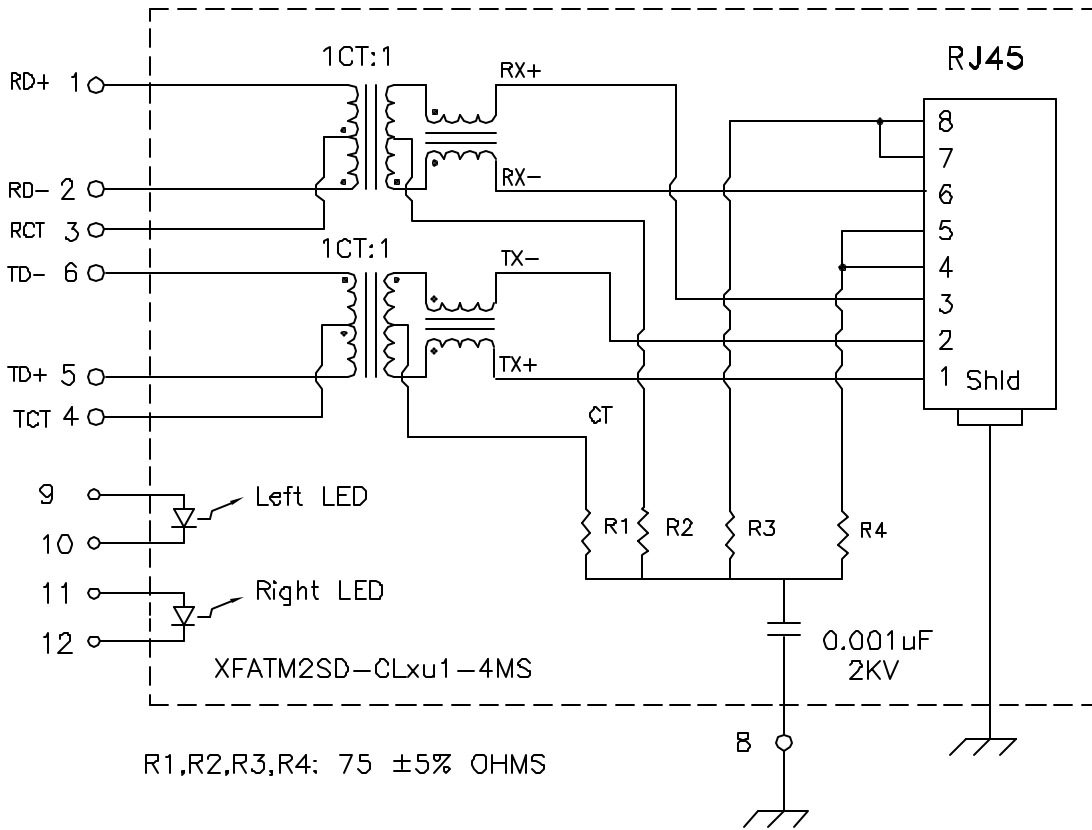 1CT:1
RJ45
RD+ 1
RX+
8
7
RD- 2
RX-
6
RCT 3
5
1CT:1
TD- 6
TX-
4
3
2
TD+ 5
TX+
1 Shld
TCT 4
CT
9
Left LED
10
R1
R2
R3
R4
11
Right LED
12
0.001uF
2KV
XFATM2SD-CLxu1-4MS
8
R1,R2,R3,R4: 75 ±5% OHMS